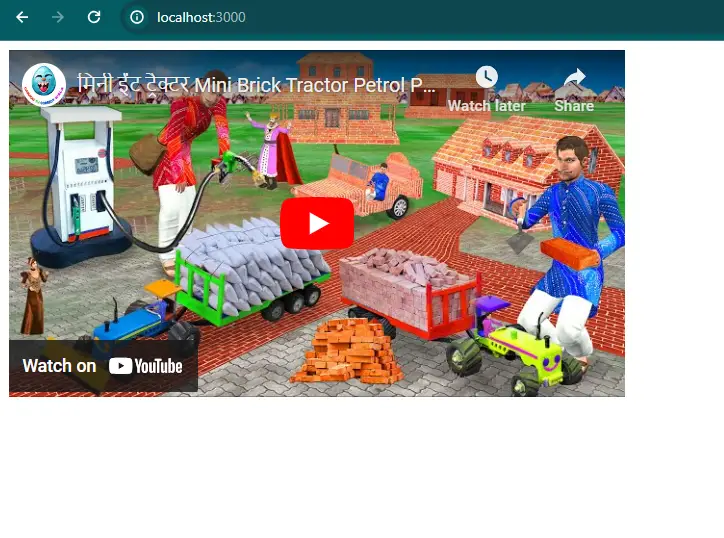 localhost:3000
मिनी ईंट टेक्टर Mini Brick Tractor Petrol P...
Watch later
Share
Watch on YouTube